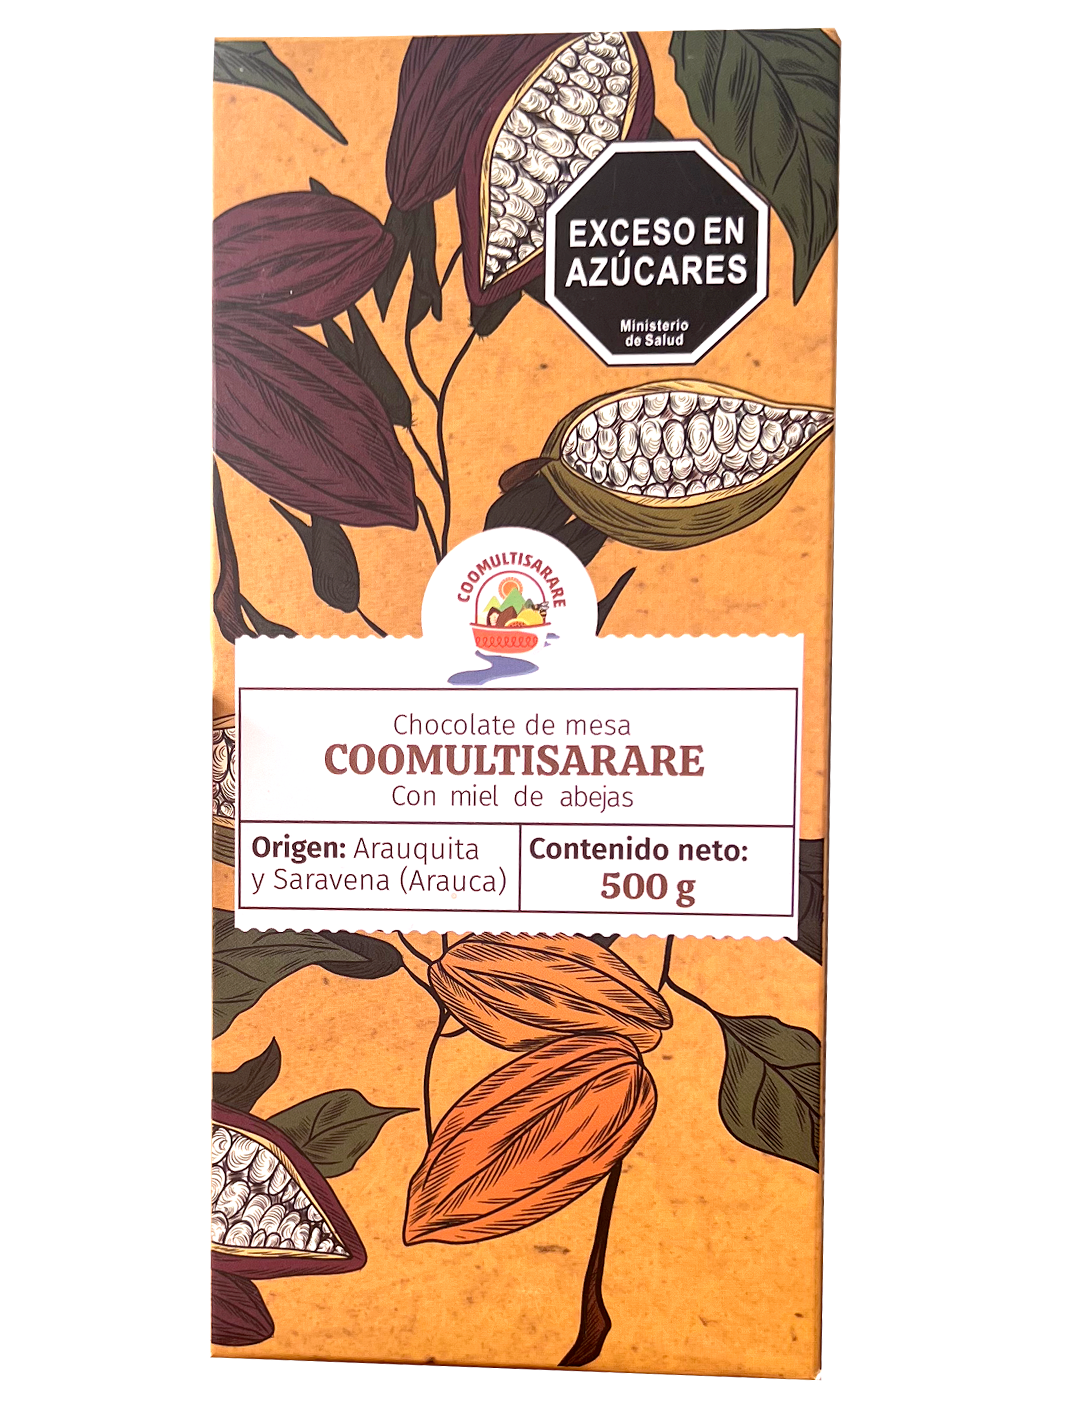 EXCESO EN
AZÚCARES
Ministerio
de Salud
COOMULTISARARE
Chocolate de mesa
COOMULTISARARE
Con miel de abejas
Origen: Arauquita
y Saravena (Arauca)
Contenido neto:
500 g